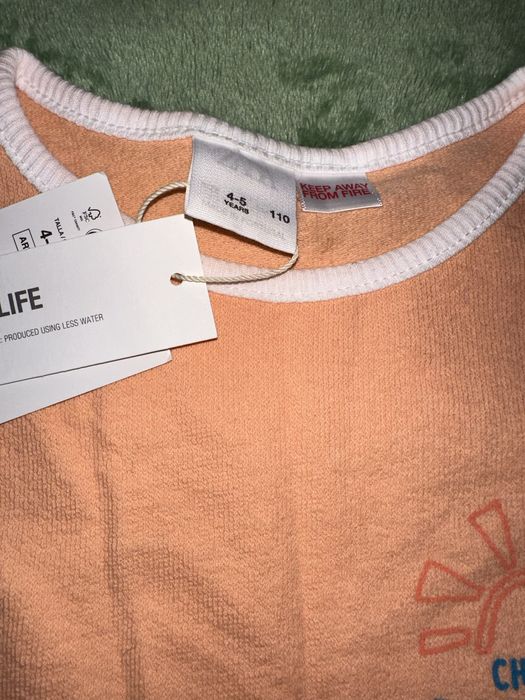 4-5
YEARS
110
KEEP AWAY
FROM FIRE
TALLA
4-
AR
LIFE
: PRODUCED USING LESS WATER
CH